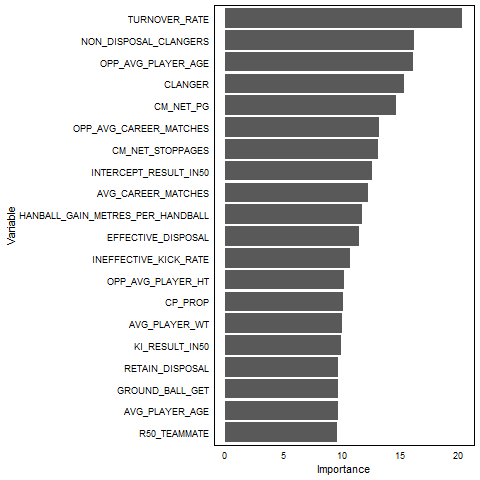 TURNOVER_RATE
NON_DISPOSAL_CLANGERS
OPP_AVG_PLAYER_AGE
CLANGER
CM_NET_PG
OPP_AVG_CAREER_MATCHES
CM_NET_STOPPAGES
INTERCEPT_RESULT_IN50
AVG_CAREER_MATCHES
HANBALL_GAIN_METRES_PER_HANDBALL
EFFECTIVE_DISPOSAL
INEFFECTIVE_KICK_RATE
OPP_AVG_PLAYER_HT
CP_PROP
AVG_PLAYER_WT
KI_RESULT_IN50
RETAIN_DISPOSAL
GROUND_BALL_GET
AVG_PLAYER_AGE
R50_TEAMMATE
Variable
0 5 10 15 20
Importance